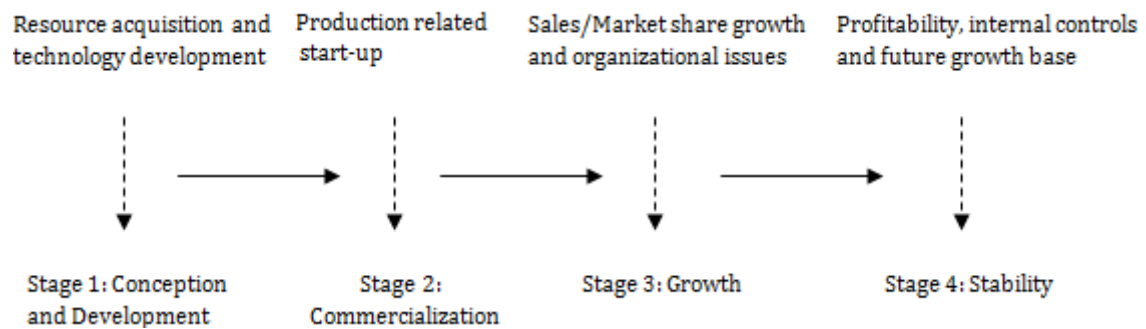 Resource acquisition and
technology development
Production related
start-up
Sales/Market share growth
and organizational issues
Profitability, internal controls
and future growth base
Stage 1: Conception
and Development
Stage 2:
Commercialization
Stage 3: Growth
Stage 4: Stability